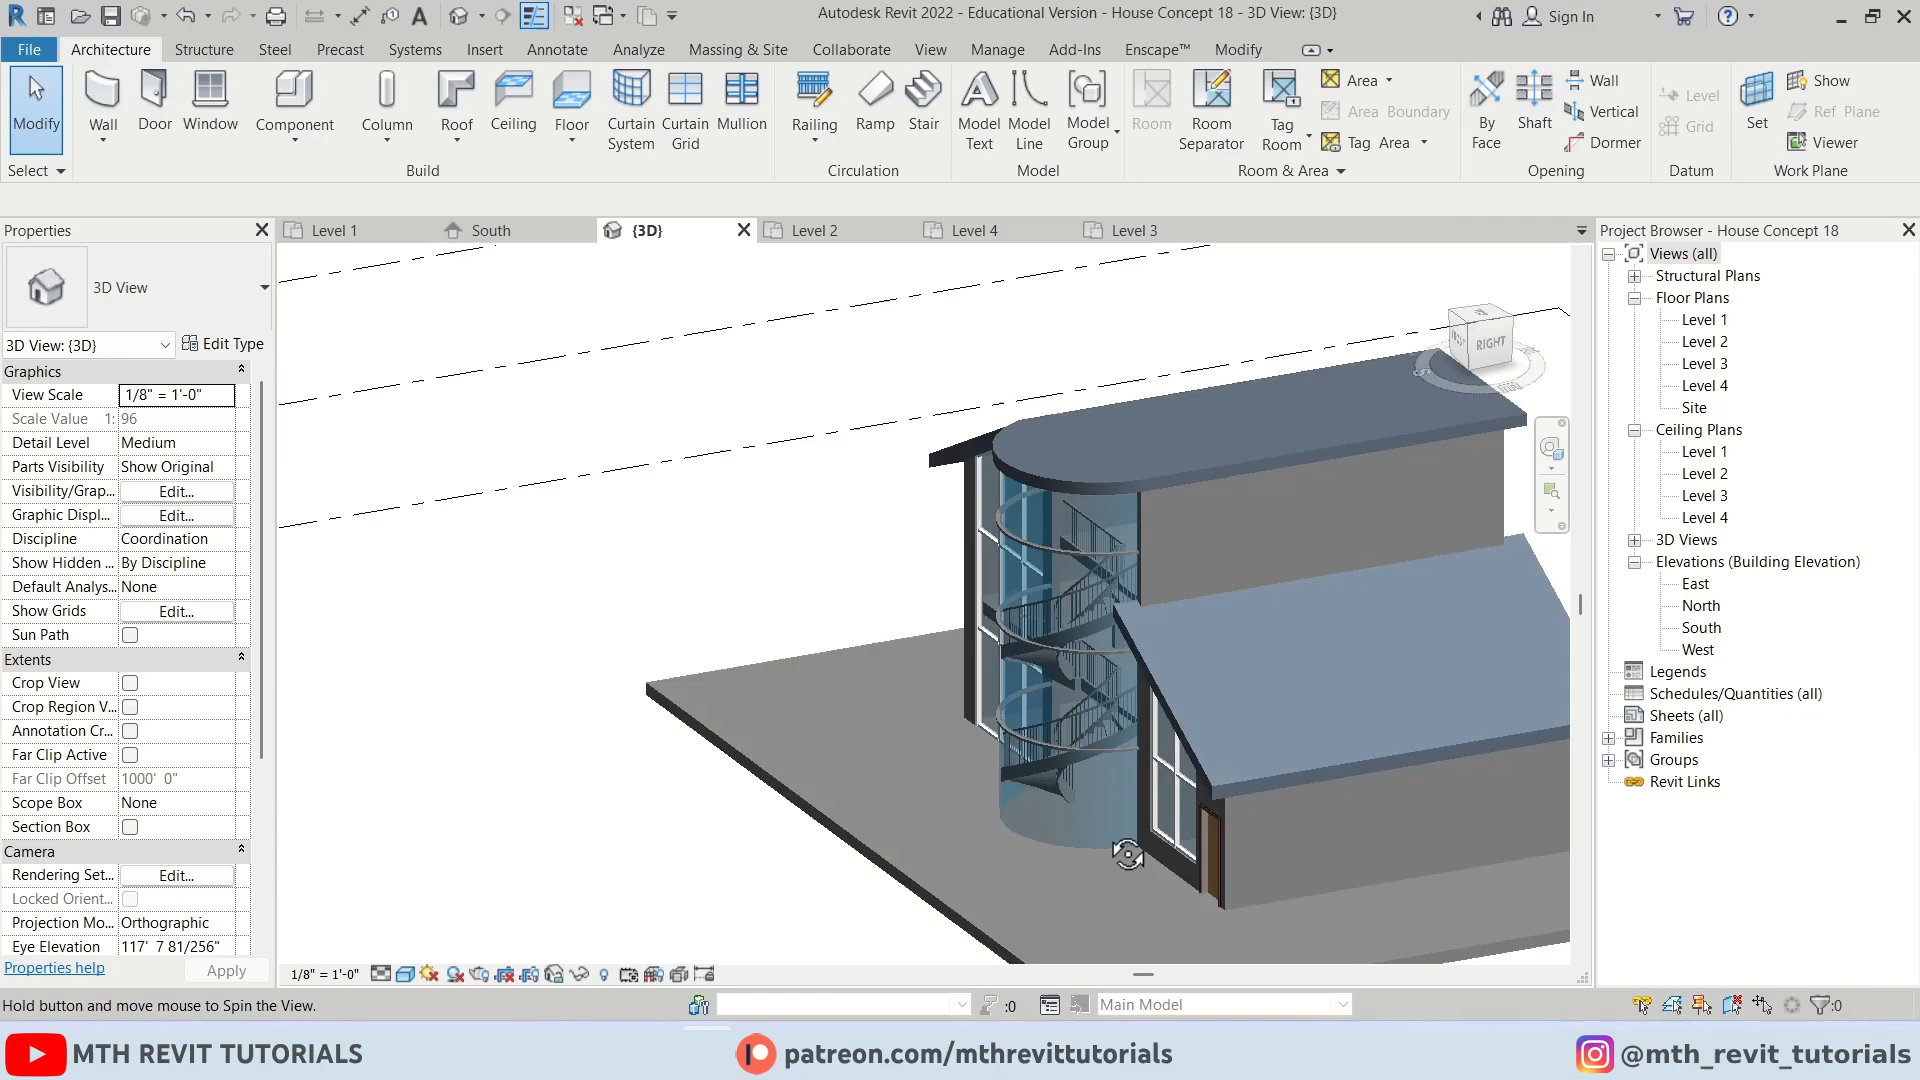 Autodesk Revit 2022 - Educational Version - House Concept 18 - 3D View: {3D}
Sign In
File Architecture Structure Steel Precast Systems Insert Annotate Analyze Massing & Site Collaborate View Manage Add-Ins Enscape™ Modify
Modify Wall Door Window Component Column Roof Ceiling Floor Curtain System Curtain Grid Mullion Railing Ramp Stair Model Text Model Line Model Group Room Room Separator Tag Room
Area
Area Boundary
Tag Area
By Face Shaft
Wall
Vertical
Dormer
Level
Grid
Set
Show
Ref Plane
Viewer
Select Build Circulation Model Room & Area Opening Datum Work Plane
Properties
Level 1 South {3D} Level 2 Level 4 Level 3
Project Browser - House Concept 18
3D View
3D View: {3D} Edit Type
Graphics
View Scale 1/8" = 1'-0"
Scale Value 1: 96
Detail Level Medium
Parts Visibility Show Original
Visibility/Grap... Edit...
Graphic Displ... Edit...
Discipline Coordination
Show Hidden ... By Discipline
Default Analys... None
Show Grids Edit...
Sun Path
Extents
Crop View
Crop Region V...
Annotation Cr...
Far Clip Active
Far Clip Offset 1000' 0"
Scope Box None
Section Box
Camera
Rendering Set... Edit...
Locked Orient...
Projection Mo... Orthographic
Eye Elevation 117' 7 81/256"
Properties help Apply
RIGHT
Views (all)
Structural Plans
Floor Plans
Level 1
Level 2
Level 3
Level 4
Site
Ceiling Plans
Level 1
Level 2
Level 3
Level 4
3D Views
Elevations (Building Elevation)
East
North
South
West
Legends
Schedules/Quantities (all)
Sheets (all)
Families
Groups
Revit Links
1/8" = 1'-0"
Hold button and move mouse to Spin the View.
:0
Main Model
:0
MTH REVIT TUTORIALS
patreon.com/mthrevittutorials
@mth_revit_tutorials